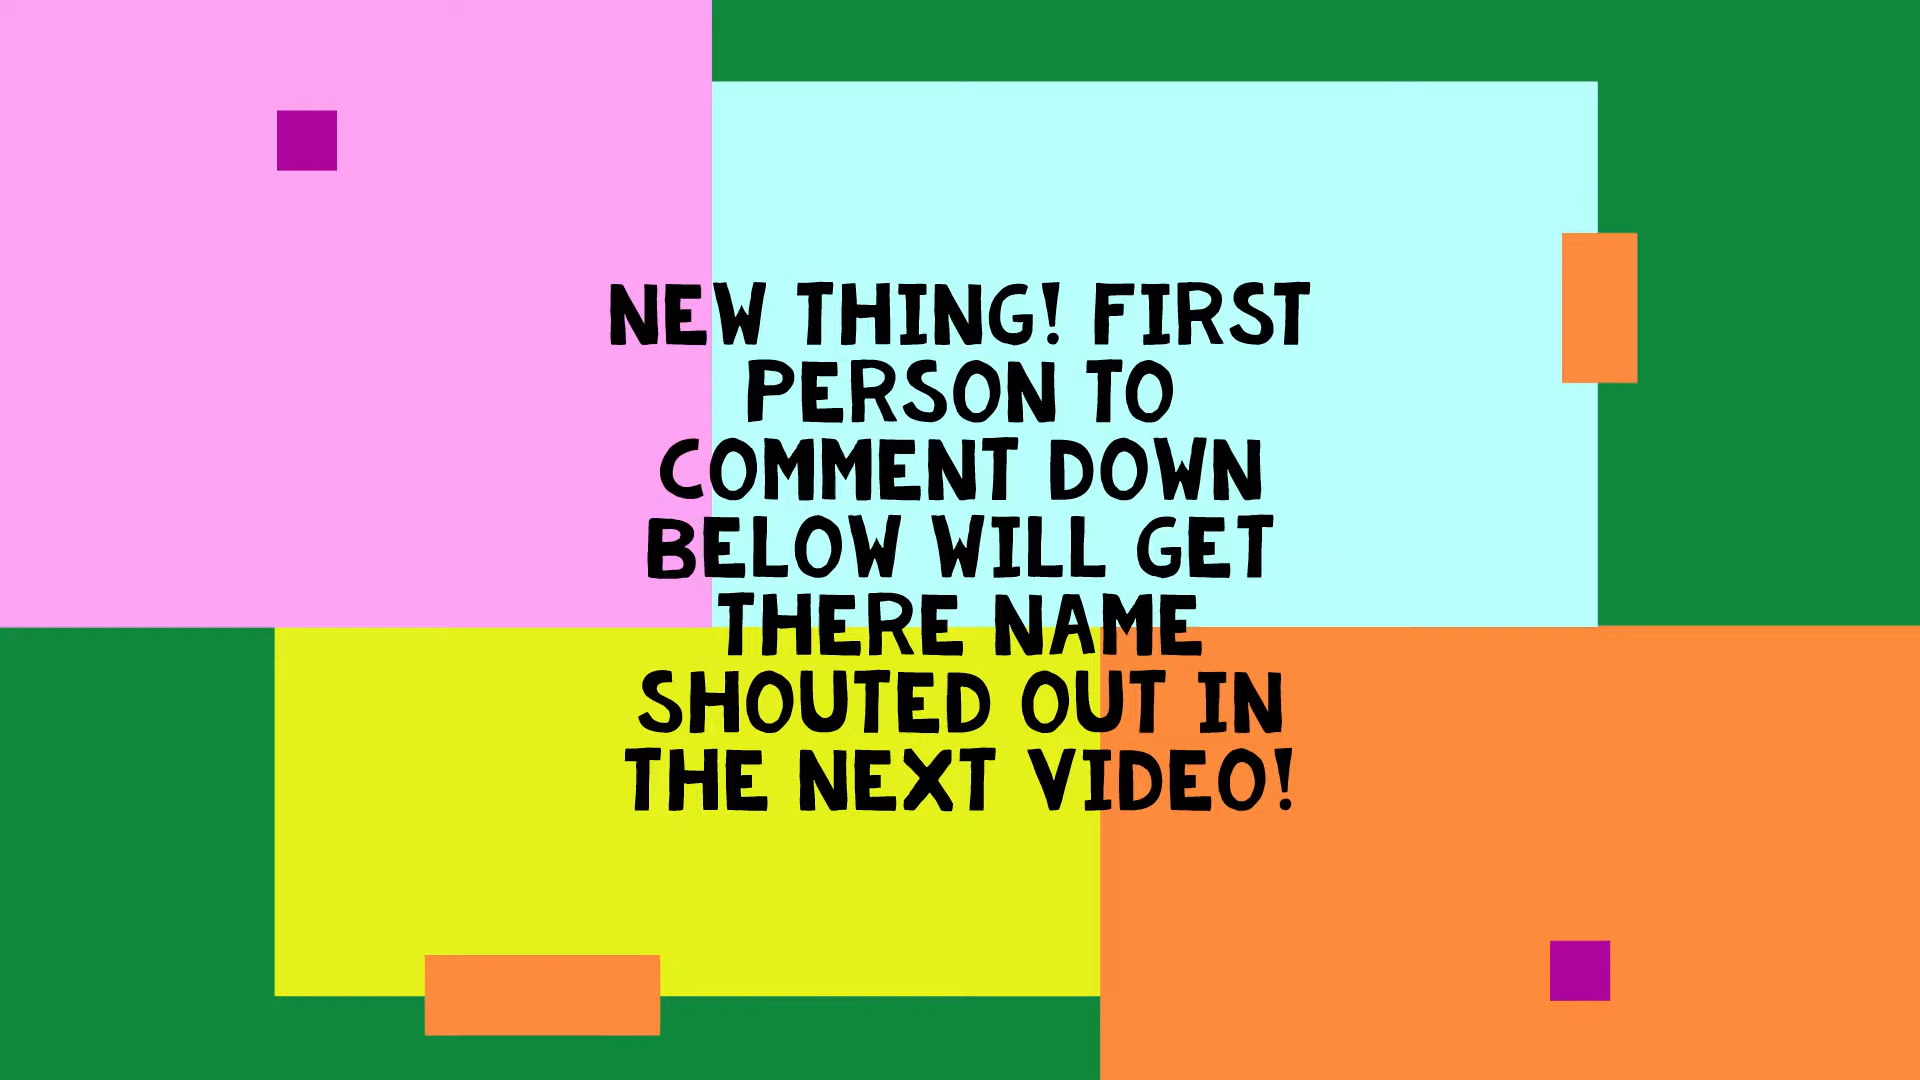 NEW THING! FIRST
PERSON TO
COMMENT DOWN
BELOW WILL GET
THERE NAME
SHOUTED OUT IN
THE NEXT VIDEO!